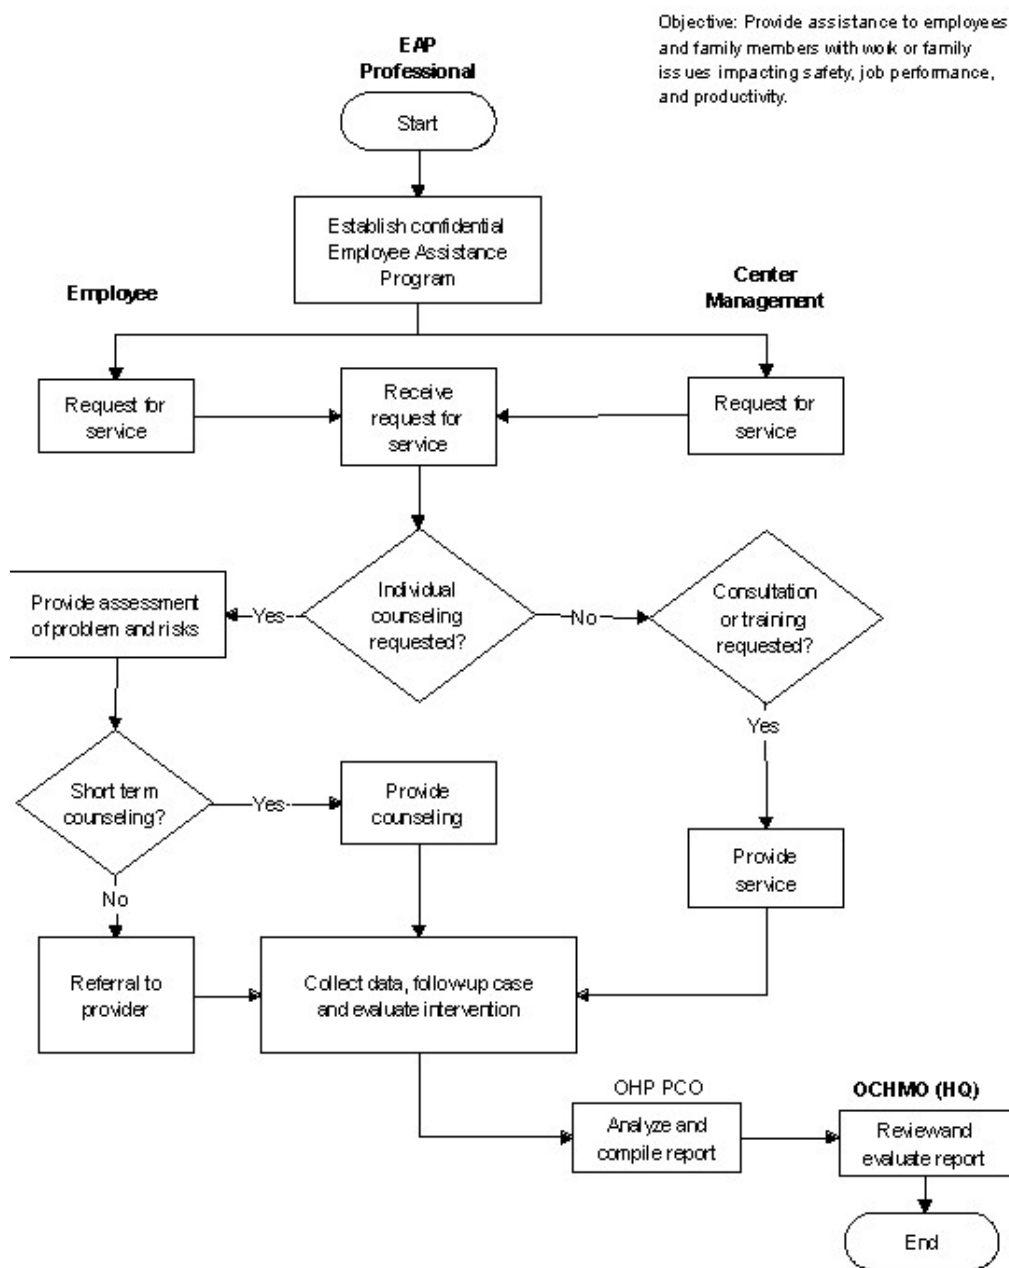 Objective: Provide assistance to employees
and family members with work or family
issues impacting safety, job performance,
and productivity.
EAP
Professional
Start
Establish confidential
Employee Assistance
Program
Employee
Center
Management
Request for
service
Receive
request for
service
Request for
service
Provide assessment
of problem and risks
Yes
Individual
counseling
requested?
No
Consultation
or training
requested?
Yes
Short term
counseling?
Yes
Provide
counseling
No
Provide
service
Referral to
provider
Collect data, follow-up case
and evaluate intervention
OHP PCO
Analyze and
compile report
OCHMO (HQ)
Review and
evaluate report
End